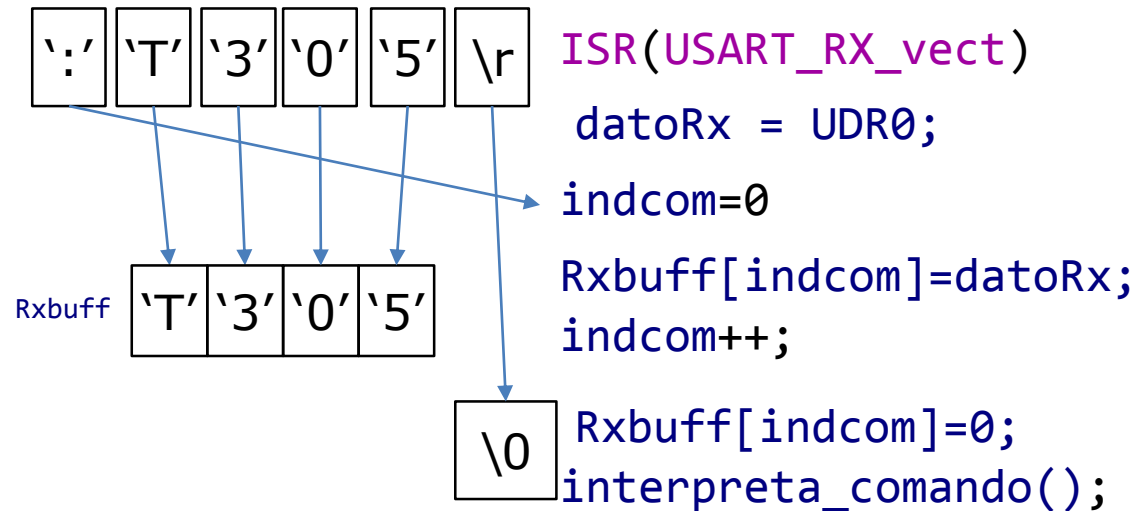 ‵:′ ‵T′ ‵3′ ‵0′ ‵5′ \r
ISR(USART_RX_vect)
datoRx = UDR0;
indcom=0
Rxbuff[indcom]=datoRx;
Rxbuff ‵T′ ‵3′ ‵0′ ‵5′
indcom++;
\0
Rxbuff[indcom]=0;
interpreta_comando();